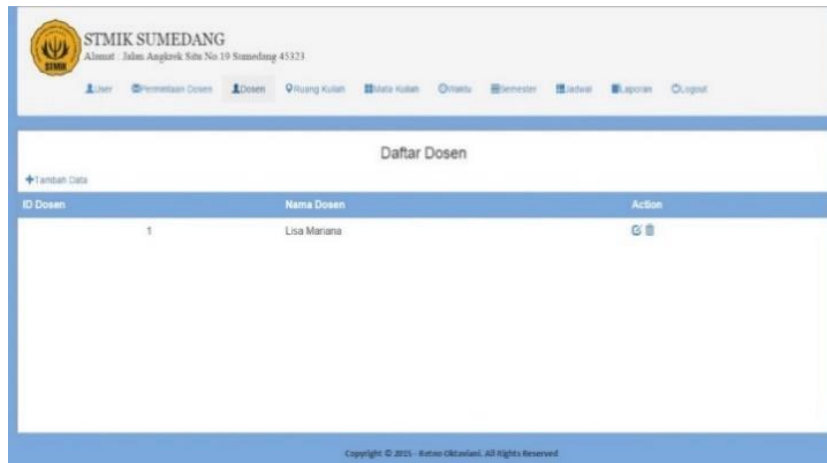 STMIK SUMEDANG
Alamat : Jalan Angkrek Situ No.19 Sumedang 45323
STMIK
User Permintaan Dosen Dosen Ruang Kuliah Mata Kuliah Waktu Semester Jadwal Laporan Logout
Daftar Dosen
Tambah Data
ID Dosen Nama Dosen Action
1 Lisa Mariana
Copyright © 2015 - Retno Oktaviani. All Rights Reserved